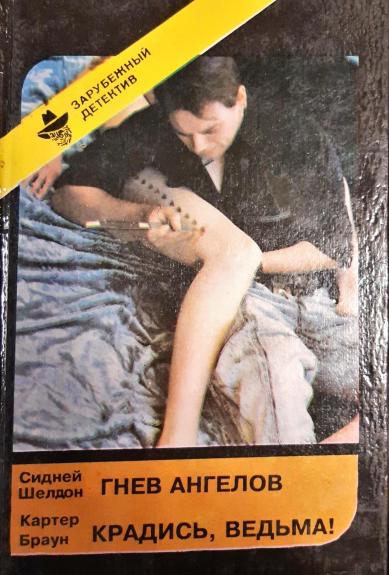 ЗАРУБЕЖНЫЙ
ДЕТЕКТИВ
Сидней
Шелдон
ГНЕВ АНГЕЛОВ
Картер
Браун
КРАДИСЬ, ВЕДЬМА!